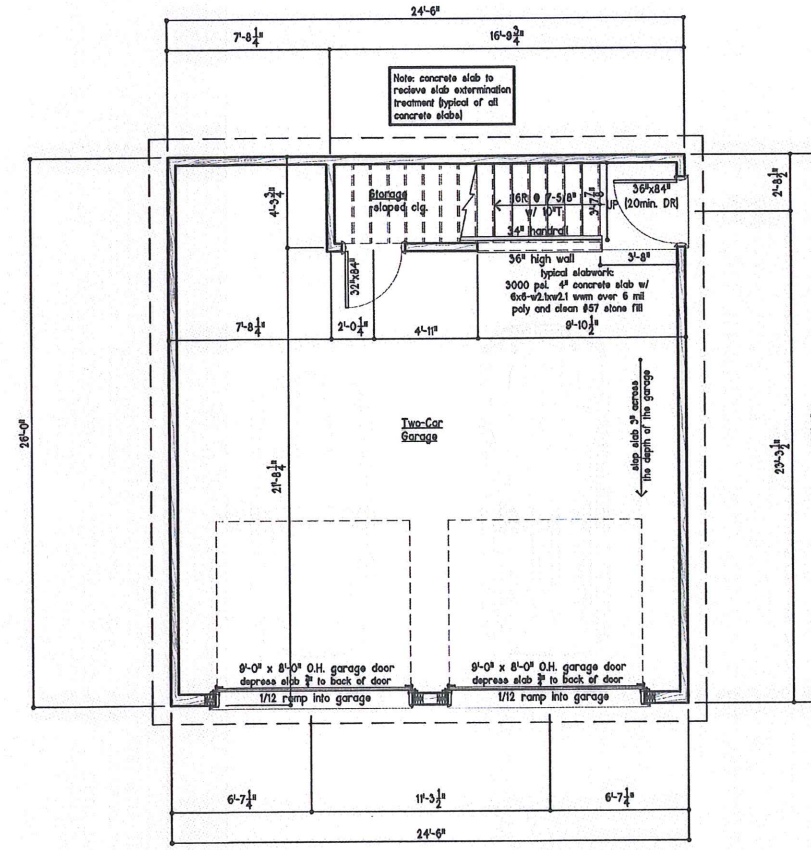 24'-6"
7'-8 1/4"
16'-9 3/4"
Note: concrete slab to
recieve slab extermination
treatment (typical of all
concrete slabs)
4'-3 3/4"
Storage
sloped clg.
16R @ 7-5/8"
w/ 10"T
34" handrail
3'-7 7/8"
UP
36"x84"
(20min. DR)
2'-8 1/2"
32"x84"
36" high wall
3'-8"
typical slabwork:
3000 psi. 4" concrete slab w/
6x6-w2.1xw2.1 wwm over 6 mil
poly and clean #57 stone fill
7'-8 1/4"
2'-0 1/4"
4'-11"
9'-10 1/2"
26'-0"
21'-8 1/4"
Two-Car
Garage
slop slab 3" across
the depth of the garage
23'-3 1/2"
9'-0" x 8'-0" O.H. garage door
depress slab 3/4" to back of door
1/12 ramp into garage
9'-0" x 8'-0" O.H. garage door
depress slab 3/4" to back of door
1/12 ramp into garage
6'-7 1/4"
11'-3 1/2"
6'-7 1/4"
24'-6"